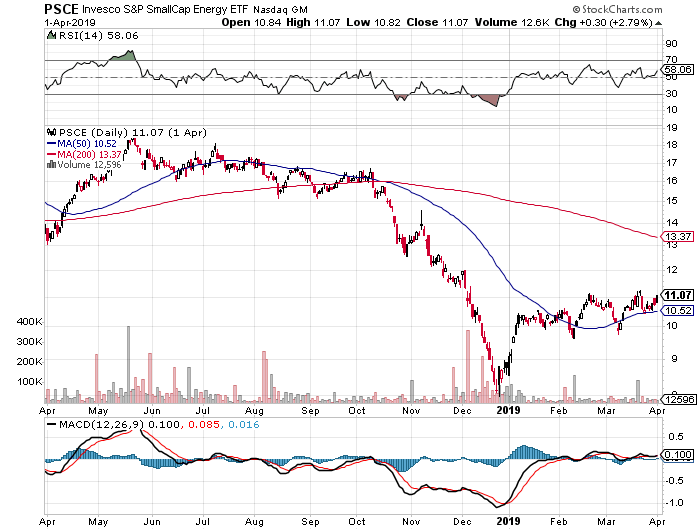 PSCE Invesco S&P SmallCap Energy ETF Nasdaq GM
© StockCharts.com
1-Apr-2019
Open 10.84 High 11.07 Low 10.82 Close 11.07 Volume 12.6K Chg +0.30 (+2.79%)
RSI(14) 58.06
90
70
58.06
50
30
10
PSCE (Daily) 11.07 (1 Apr)
MA(50) 10.52
MA(200) 13.37
Volume 12,596
18
17
16
15
14
13.37
13
12
11.07
10.52
9
8
400K
300K
200K
100K
12596
Apr May Jun Jul Aug Sep Oct Nov Dec 2019 Feb Mar Apr
MACD(12,26,9) 0.100, 0.085, 0.016
0.5
0.100
0.0
-0.5
-1.0
Apr May Jun Jul Aug Sep Oct Nov Dec 2019 Feb Mar Apr